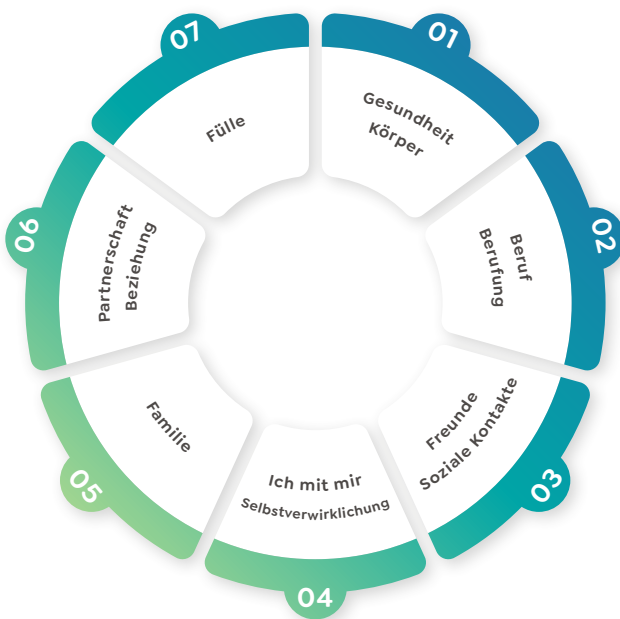 01
Gesundheit
Körper
02
Beruf
Berufung
03
Freunde
Soziale Kontakte
04
Ich mit mir
Selbstverwirklichung
05
Familie
06
Partnerschaft
Beziehung
07
Fülle